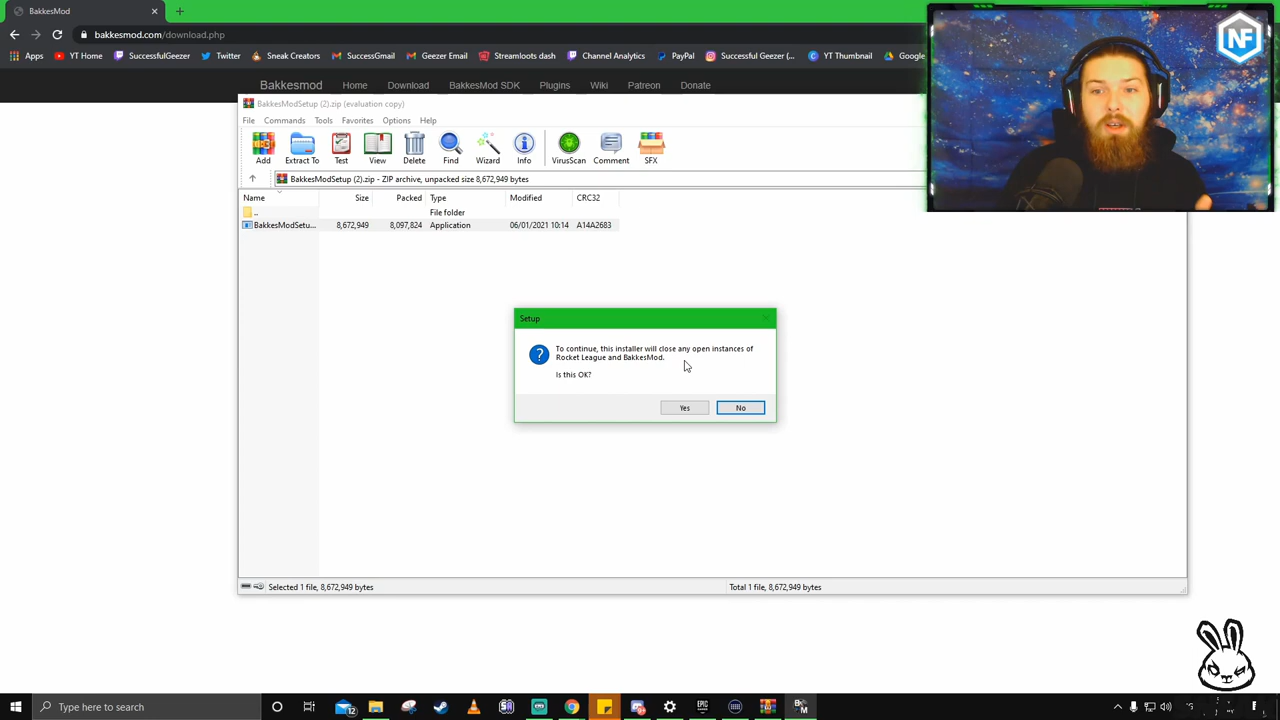 BakkesMod
bakkesmod.com/download.php
Apps YT Home SuccessfulGeezer Twitter Sneak Creators SuccessGmail Geezer Email Streamloots dash Channel Analytics PayPal Successful Geezer (... YT Thumbnail Google
Bakkesmod Home Download BakkesMod SDK Plugins Wiki Patreon Donate
BakkesModSetup (2).zip (evaluation copy)
File Commands Tools Favorites Options Help
Add Extract To Test View Delete Find Wizard Info VirusScan Comment SFX
BakkesModSetup (2).zip - ZIP archive, unpacked size 8,672,949 bytes
Name Size Packed Type Modified CRC32
.. File folder
BakkesModSetu... 8,672,949 8,097,824 Application 06/01/2021 10:14 A14A2683
Setup
To continue, this installer will close any open instances of
Rocket League and BakkesMod.
Is this OK?
Yes No
Selected 1 file, 8,672,949 bytes Total 1 file, 8,672,949 bytes
Type here to search
NF